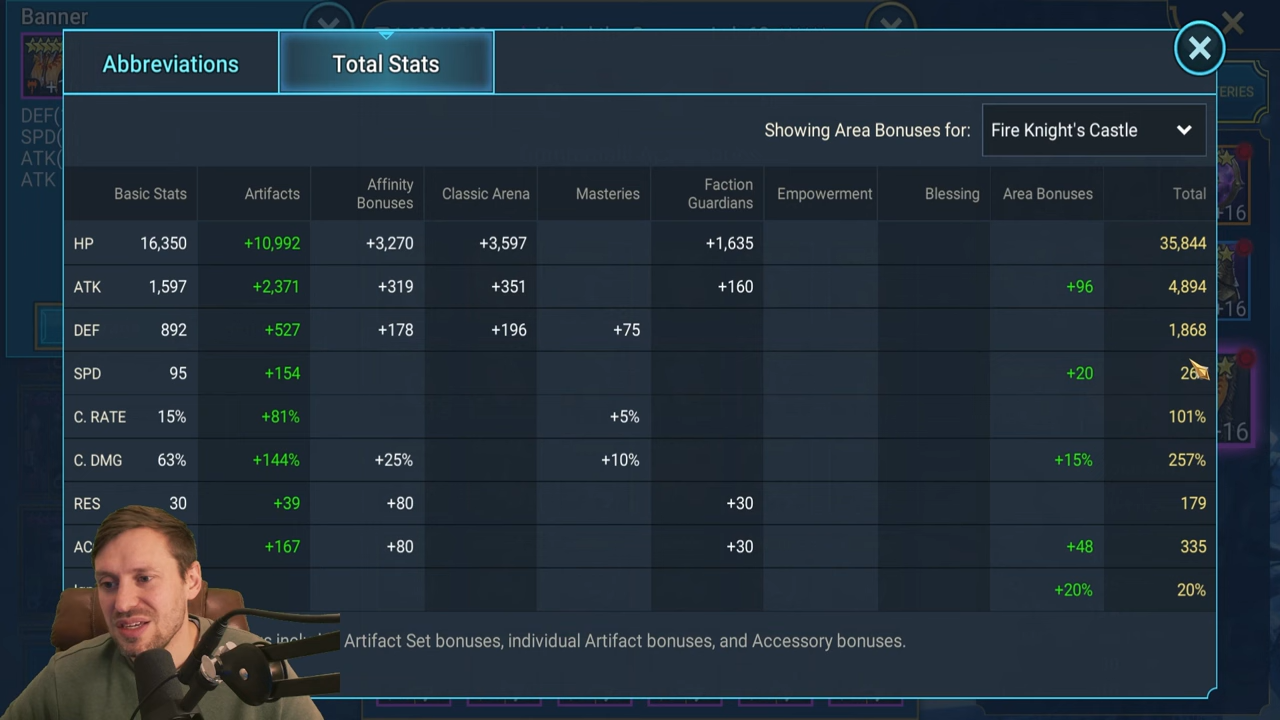 Banner
Abbreviations
Total Stats
Showing Area Bonuses for:
Fire Knight's Castle
Basic Stats Artifacts Affinity Bonuses Classic Arena Masteries Faction Guardians Empowerment Blessing Area Bonuses Total
HP 16,350 +10,992 +3,270 +3,597 +1,635 35,844
ATK 1,597 +2,371 +319 +351 +160 +96 4,894
DEF 892 +527 +178 +196 +75 1,868
SPD 95 +154 +20
C. RATE 15% +81% +5% 101%
C. DMG 63% +144% +25% +10% +15% 257%
RES 30 +39 +80 +30 179
+167 +80 +30 +48 335
+20% 20%
Artifact Set bonuses, individual Artifact bonuses, and Accessory bonuses.
DEF(
SPD(
ATK(
ATK
+16
+16
+16